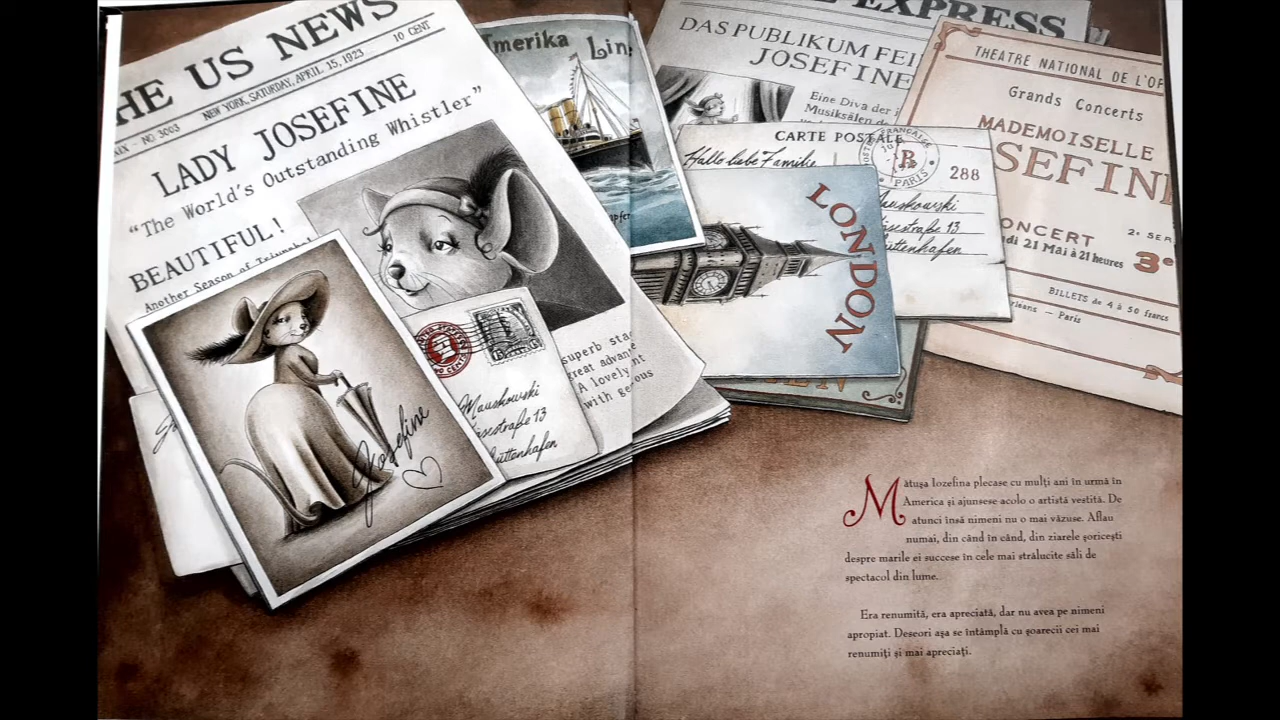 THE US NEWS
NEW YORK, SATURDAY, APRIL 15, 1923
10 CENT
NO 3003
LADY JOSEFINE
“The World's Outstanding Whistler”
BEAUTIFUL!
Another Season of
superb
great
A lovely
with
Josefine
Mauskowski
13
Amerika Lin
CARTE POSTALE
Hallo liebe Familie
PARIS
288
13
LONDON
EXPRESS
DAS PUBLIKUM FEI
JOSEFINE
Eine Diva der
Musiksälen der
THEATRE NATIONAL DE L'OP
Grands Concerts
MADEMOISELLE
SEFIN
CONCERT
2e SER
di 21 Mai à 21 heures
3e
BILLETS de 4 à 50 francs
Paris
Mătușa Iozefina plecase cu mulți ani în urmă în
America și ajunsese acolo o artistă vestită. De
atunci însă nimeni nu o mai văzuse. Aflau
numai, din când în când, din ziarele șoricești
despre marile ei succese în cele mai strălucite săli de
spectacol din lume.
Era renumită, era apreciată, dar nu avea pe nimeni
apropiat. Deseori așa se întâmplă cu șoarecii cei mai
renumiți și mai apreciați.